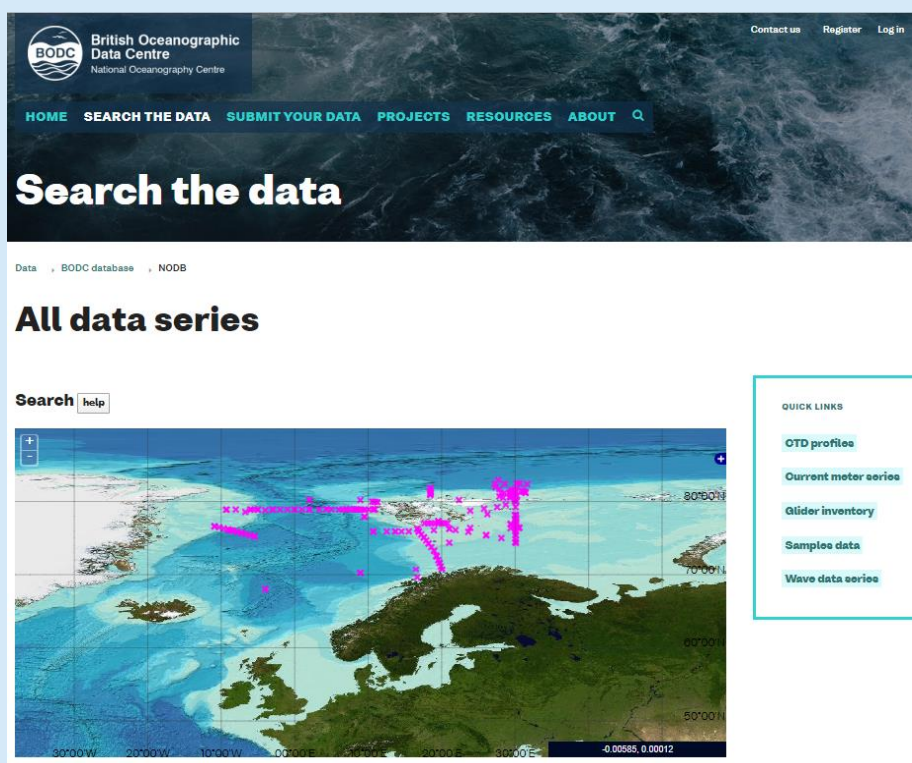 BODC
British Oceanographic
Data Centre
National Oceanography Centre
Contact us Register Log in
HOME SEARCH THE DATA SUBMIT YOUR DATA PROJECTS RESOURCES ABOUT
Search the data
Data › BODC database › NODB
All data series
Search help
QUICK LINKS
CTD profiles
Current meter series
Glider inventory
Samples data
Wave data series
+
-
+
80°00'N
70°00'N
60°00'N
50°00'N
30°00'W 20°00'W 10°00'W 00°00'E 10°00'E 20°00'E 30°00'E -0.00585, 0.00012